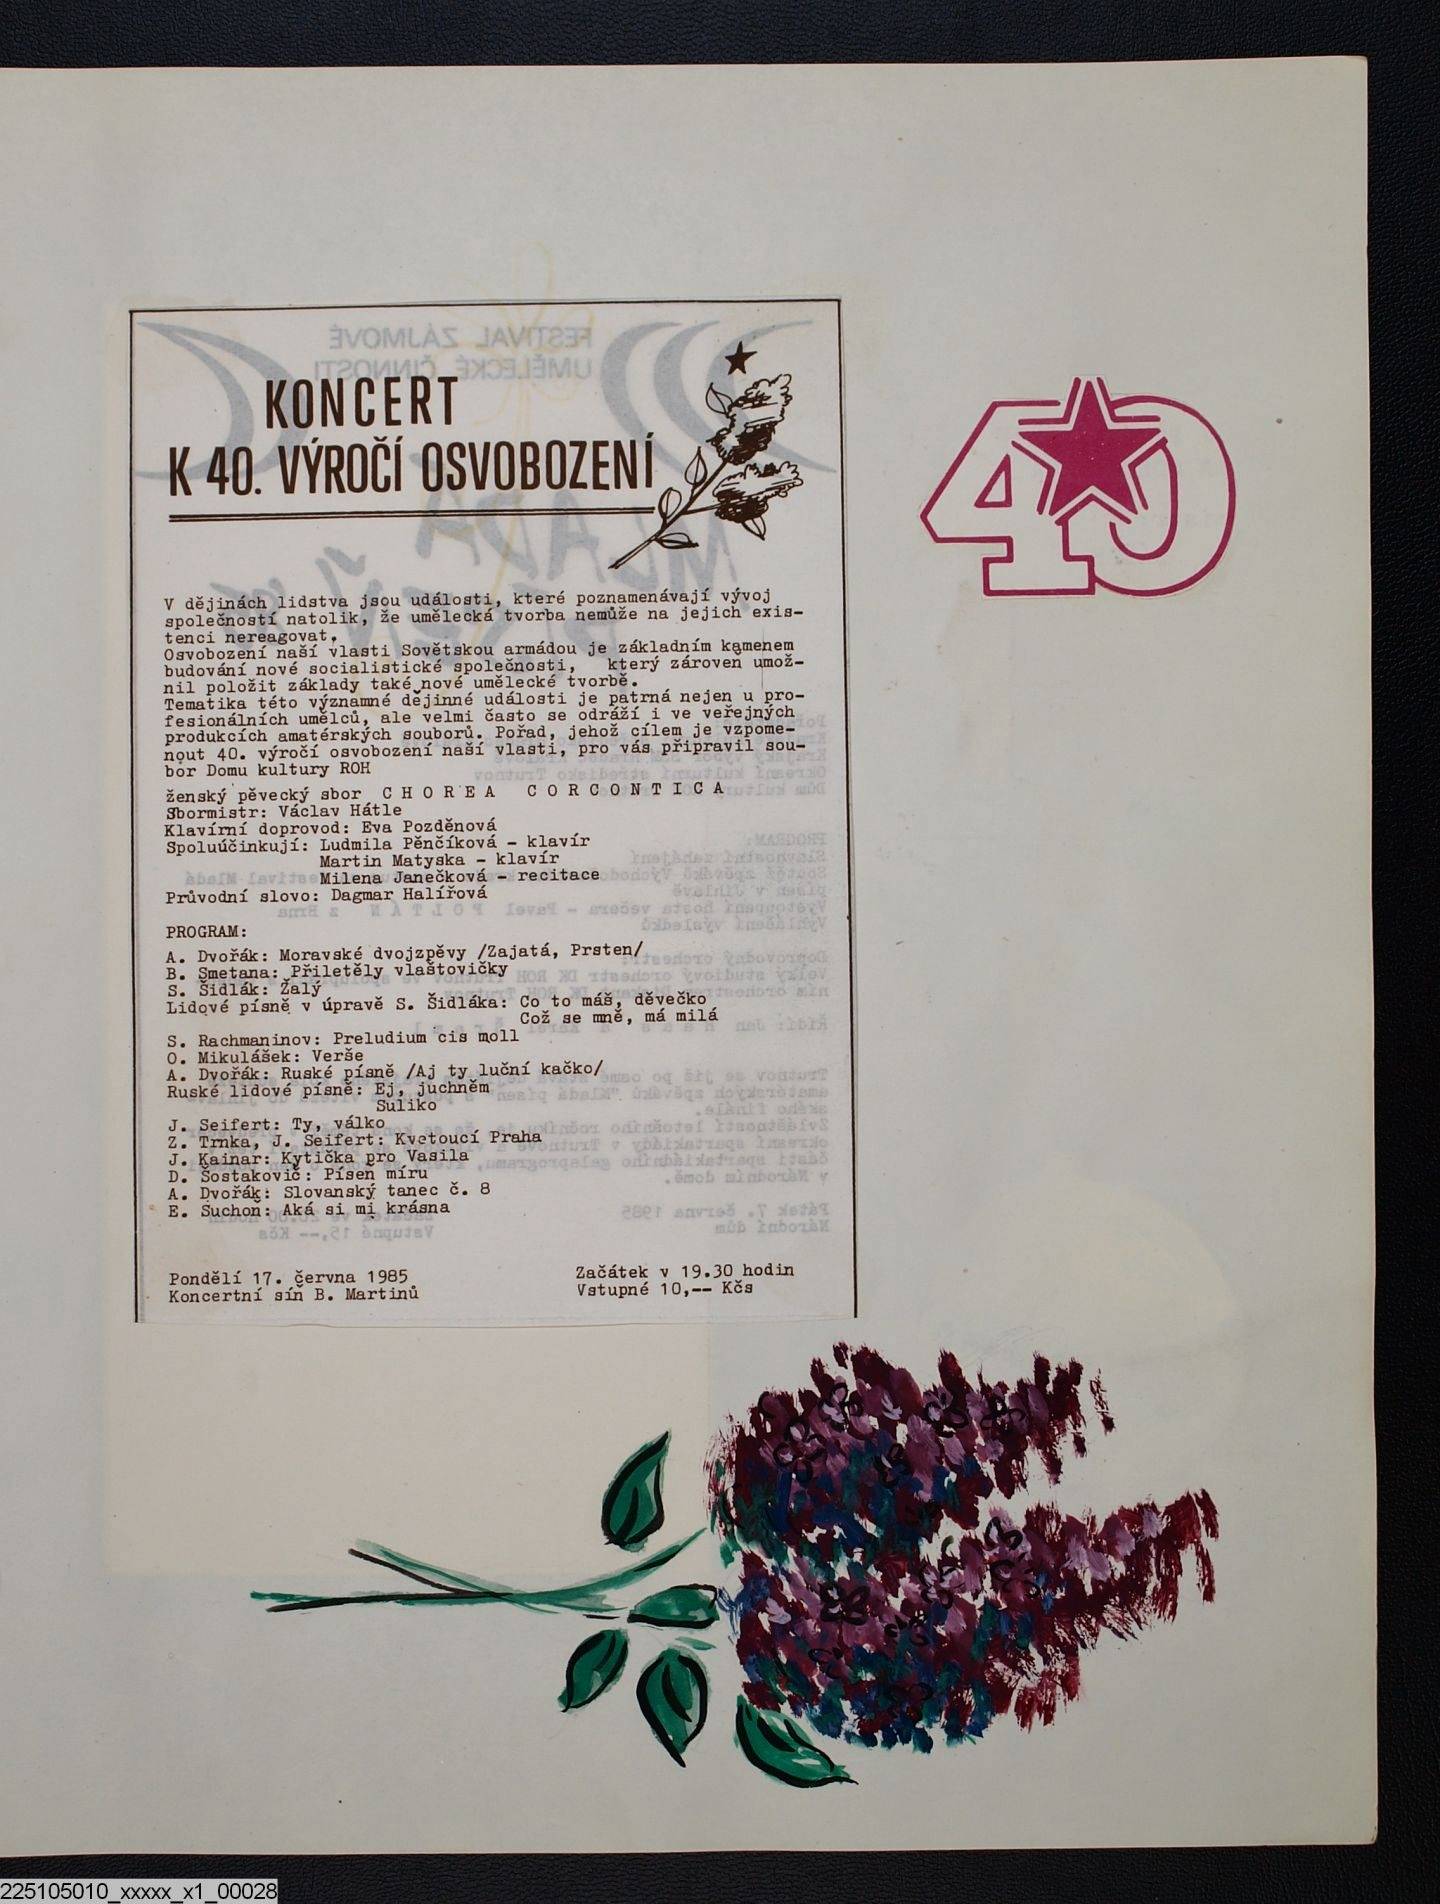 KONCERT
K 40. VÝROČÍ OSVOBOZENÍ
40
V dějinách lidstva jsou události, které poznamenávají vývoj
společností natolik, že umělecká tvorba nemůže na jejich exis-
tenci nereagovat.
Osvobození naší vlasti Sovětskou armádou je základním kamenem
budování nové socialistické společnosti, který zároven umož-
nil položit základy také nové umělecké tvorbě.
Tematika této významné dějinné události je patrná nejen u pro-
fesionálních umělců, ale velmi často se odráží i ve veřejných
produkcích amatérských souborů. Pořad, jehož cílem je vzpome-
nout 40. výročí osvobození naší vlasti, pro vás připravil sou-
bor Domu kultury ROH
ženský pěvecký sbor C H O R E A C O R C O N T I C A
Sbormistr: Václav Hátle
Klavírní doprovod: Eva Pozděnová
Spoluúčinkují: Ludmila Pěnčíková - klavír
Martin Matyska - klavír
Milena Janečková - recitace
Průvodní slovo: Dagmar Halířová
PROGRAM:
A. Dvořák: Moravské dvojzpěvy /Zajatá, Prsten/
B. Smetana: Přiletěly vlaštovičky
S. Šidlák: Žalý
Lidové písně v úpravě S. Šidláka: Co to máš, děvečko
Což se mně, má milá
S. Rachmaninov: Preludium cis moll
O. Mikulášek: Verše
A. Dvořák: Ruské písně /Aj ty luční kačko/
Ruské lidové písně: Ej, juchněm
Suliko
J. Seifert: Ty, válko
Z. Trnka, J. Seifert: Kvetoucí Praha
J. Kainar: Kytička pro Vasila
D. Šostakovič: Píseň míru
A. Dvořák: Slovanský tanec č. 8
E. Suchoň: Aká si mi krásna
Pondělí 17. června 1985 Začátek v 19.30 hodin
Koncertní síň B. Martinů Vstupné 10,-- Kčs
225105010_xxxxx_x1_00028